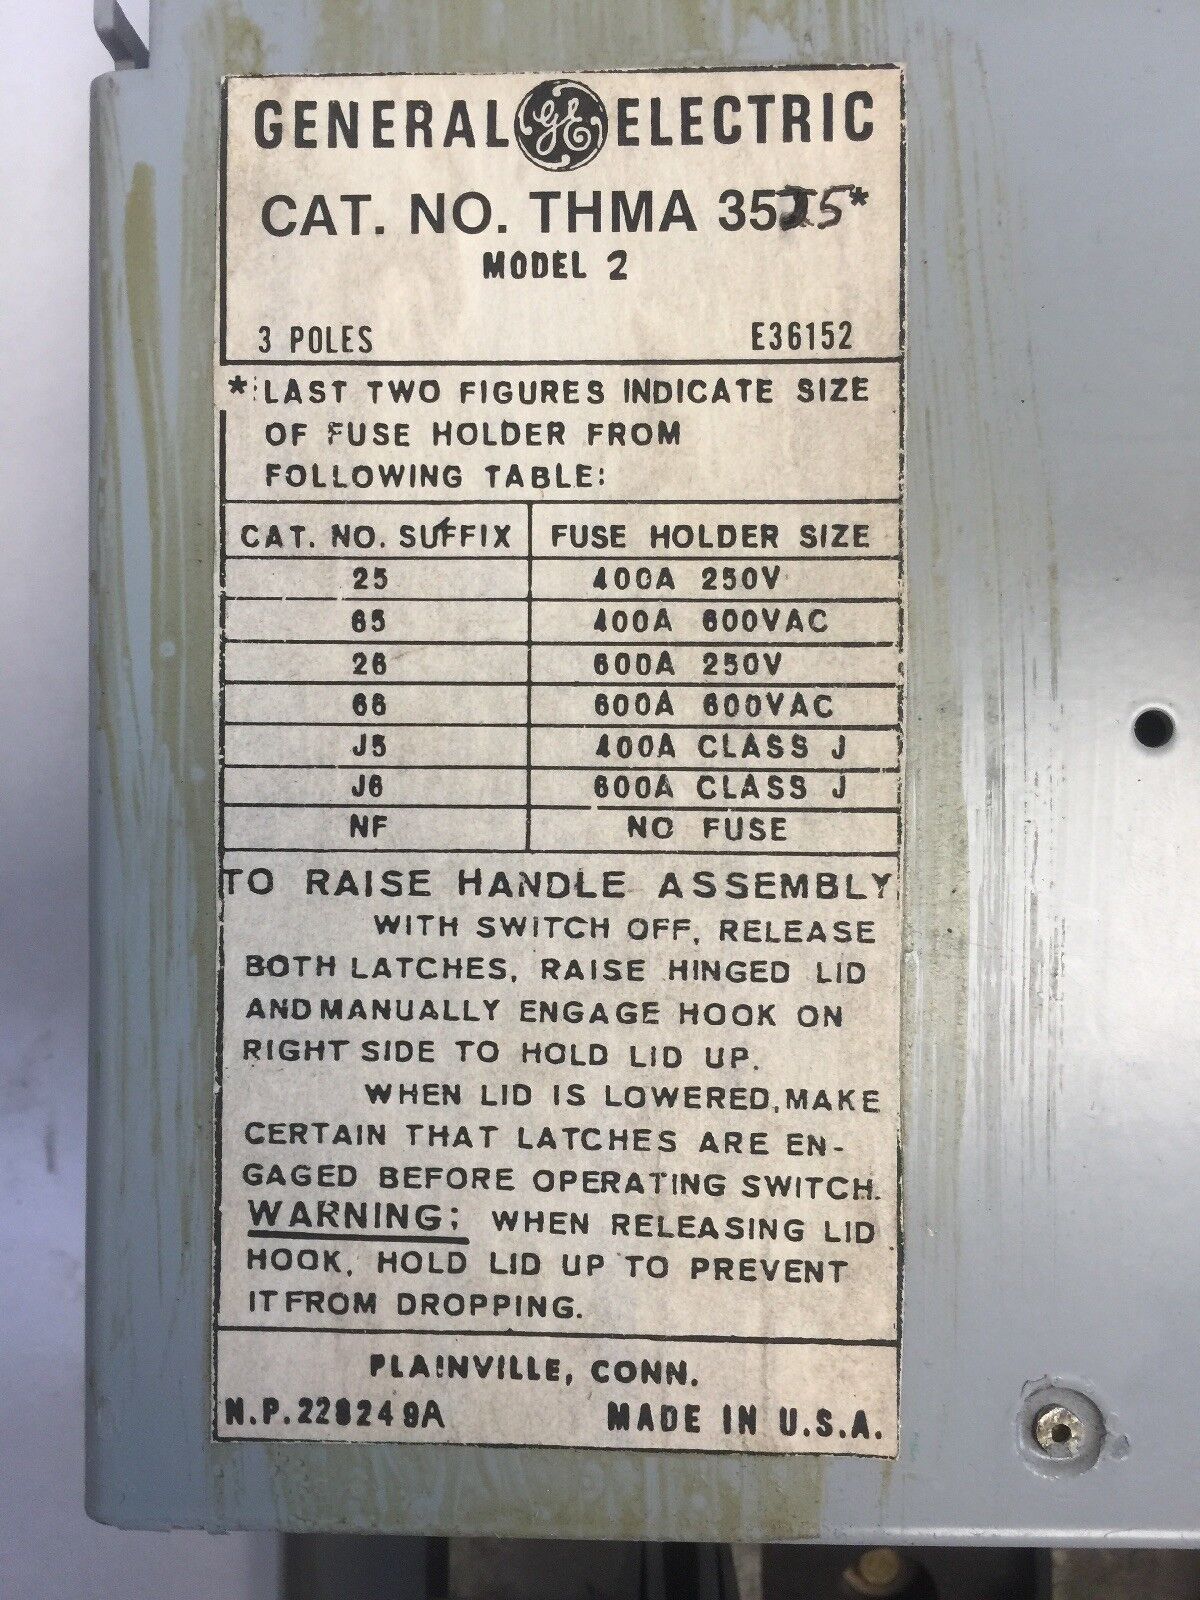 GENERAL GE ELECTRIC
CAT. NO. THMA 35J5*
MODEL 2
3 POLES E36152
* LAST TWO FIGURES INDICATE SIZE
OF FUSE HOLDER FROM
FOLLOWING TABLE:
CAT. NO. SUFFIX FUSE HOLDER SIZE
25 400A 250V
65 400A 600VAC
26 600A 250V
66 600A 600VAC
J5 400A CLASS J
J6 600A CLASS J
NF NO FUSE
TO RAISE HANDLE ASSEMBLY
WITH SWITCH OFF, RELEASE
BOTH LATCHES, RAISE HINGED LID
AND MANUALLY ENGAGE HOOK ON
RIGHT SIDE TO HOLD LID UP.
WHEN LID IS LOWERED, MAKE
CERTAIN THAT LATCHES ARE EN-
GAGED BEFORE OPERATING SWITCH.
WARNING: WHEN RELEASING LID
HOOK, HOLD LID UP TO PREVENT
IT FROM DROPPING.
PLAINVILLE, CONN.
N.P. MADE IN U.S.A.